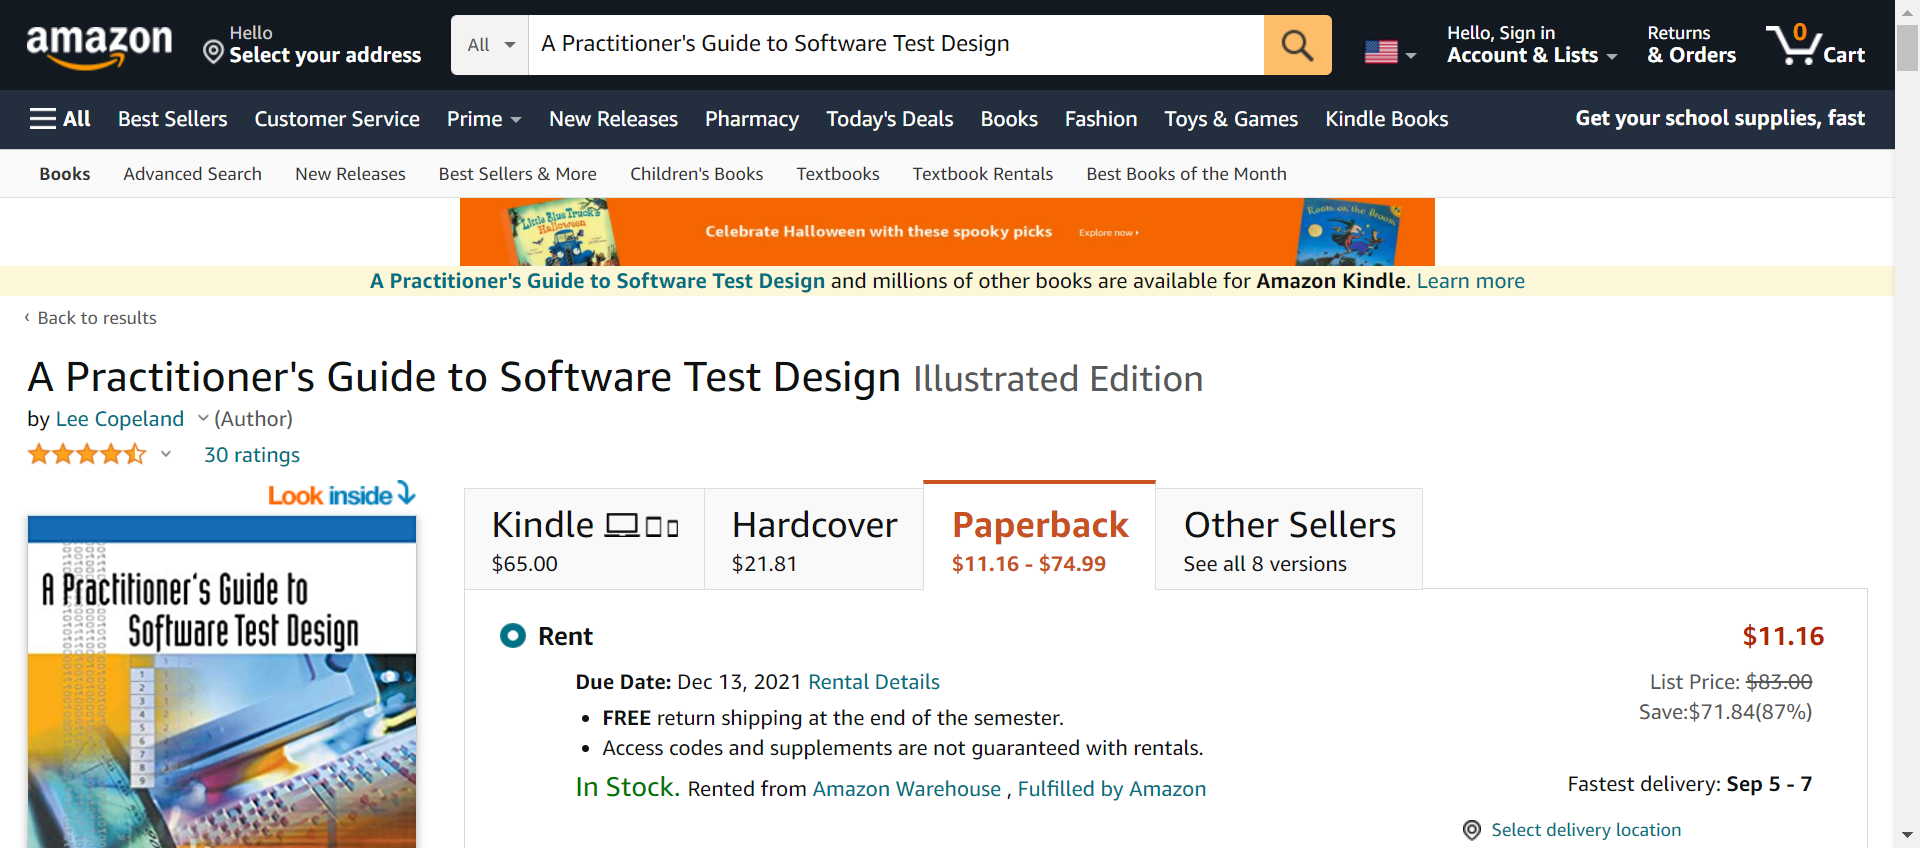 amazon
Hello
Select your address
All
A Practitioner's Guide to Software Test Design
Hello, Sign in
Account & Lists
Returns
& Orders
0
Cart
All Best Sellers Customer Service Prime New Releases Pharmacy Today's Deals Books Fashion Toys & Games Kindle Books Get your school supplies, fast
Books Advanced Search New Releases Best Sellers & More Children's Books Textbooks Textbook Rentals Best Books of the Month
Little Blue Truck's
Halloween
Celebrate Halloween with these spooky picks Explore now ›
Room on the Broom
A Practitioner's Guide to Software Test Design and millions of other books are available for Amazon Kindle. Learn more
‹ Back to results
A Practitioner's Guide to Software Test Design Illustrated Edition
by Lee Copeland (Author)
30 ratings
Look inside
A Practitioner's Guide to
Software Test Design
1
2
3
4
5
6
7
8
9
Kindle
$65.00
Hardcover
$21.81
Paperback
$11.16 - $74.99
Other Sellers
See all 8 versions
Rent
$11.16
Due Date: Dec 13, 2021 Rental Details
List Price: $83.00
Save:$71.84(87%)
• FREE return shipping at the end of the semester.
• Access codes and supplements are not guaranteed with rentals.
In Stock. Rented from Amazon Warehouse , Fulfilled by Amazon
Fastest delivery: Sep 5 - 7
Select delivery location